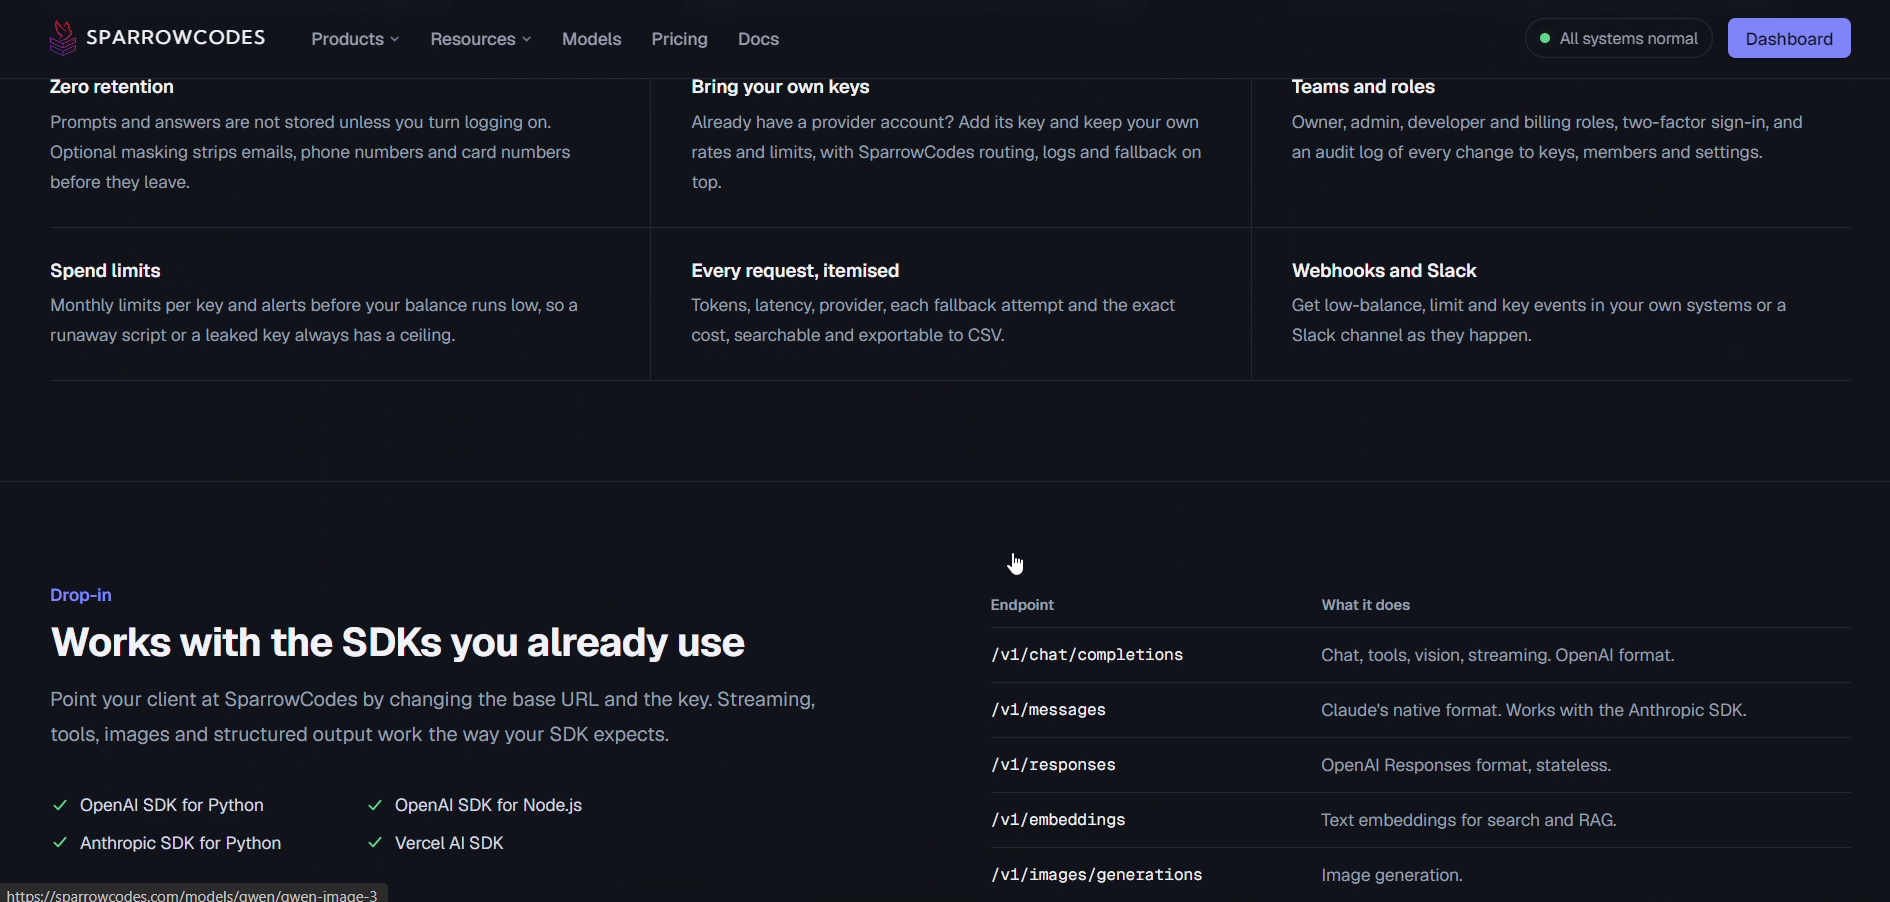 SPARROWCODES
Products
Resources
Models
Pricing
Docs
All systems normal
Dashboard
Zero retention
Prompts and answers are not stored unless you turn logging on.
Optional masking strips emails, phone numbers and card numbers
before they leave.
Bring your own keys
Already have a provider account? Add its key and keep your own
rates and limits, with SparrowCodes routing, logs and fallback on
top.
Teams and roles
Owner, admin, developer and billing roles, two-factor sign-in, and
an audit log of every change to keys, members and settings.
Spend limits
Monthly limits per key and alerts before your balance runs low, so a
runaway script or a leaked key always has a ceiling.
Every request, itemised
Tokens, latency, provider, each fallback attempt and the exact
cost, searchable and exportable to CSV.
Webhooks and Slack
Get low-balance, limit and key events in your own systems or a
Slack channel as they happen.
Drop-in
Works with the SDKs you already use
Point your client at SparrowCodes by changing the base URL and the key. Streaming,
tools, images and structured output work the way your SDK expects.
OpenAI SDK for Python
OpenAI SDK for Node.js
Anthropic SDK for Python
Vercel AI SDK
Endpoint What it does
/v1/chat/completions Chat, tools, vision, streaming. OpenAI format.
/v1/messages Claude's native format. Works with the Anthropic SDK.
/v1/responses OpenAI Responses format, stateless.
/v1/embeddings Text embeddings for search and RAG.
/v1/images/generations Image generation.
https://sparrowcodes.com/models/qwen/qwen-image-3